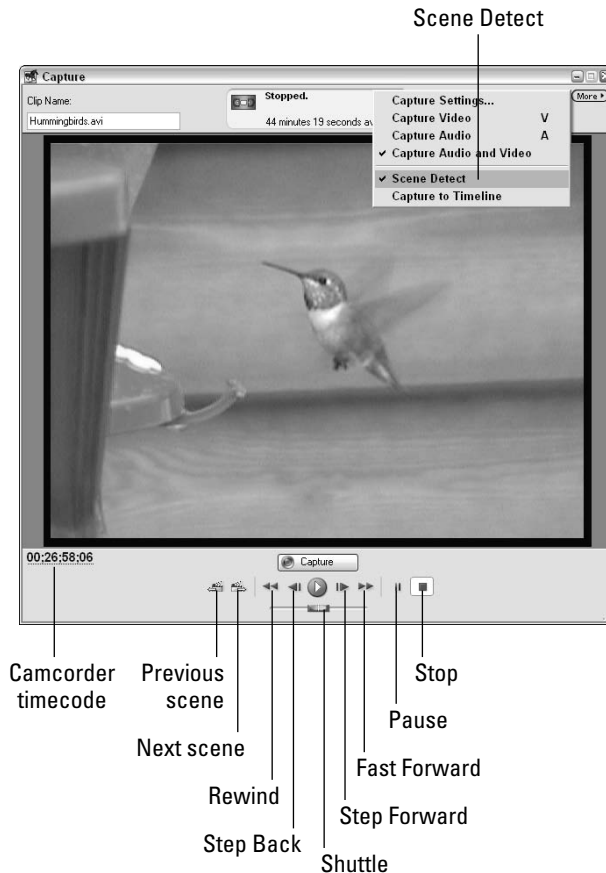 Scene Detect
Capture
Clip Name:
Stopped.
More
Hummingbirds.avi
44 minutes 19 seconds av
Capture Settings...
Capture Video V
Capture Audio A
Capture Audio and Video
Scene Detect
Capture to Timeline
00;26;58;06
Capture
Camcorder
timecode
Previous
scene
Stop
Pause
Next scene
Fast Forward
Rewind
Step Forward
Step Back
Shuttle